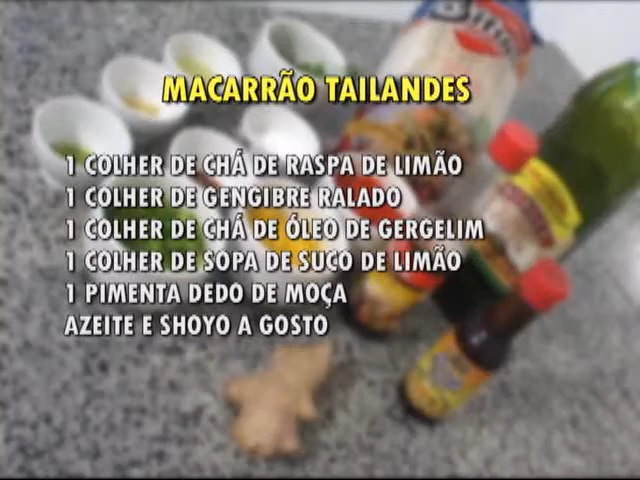 MACARRÃO TAILANDES
1 COLHER DE CHÁ DE RASPA DE LIMÃO
1 COLHER DE GENGIBRE RALADO
1 COLHER DE CHÁ DE ÓLEO DE GERGELIM
1 COLHER DE SOPA DE SUCO DE LIMÃO
1 PIMENTA DEDO DE MOÇA
AZEITE E SHOYO A GOSTO